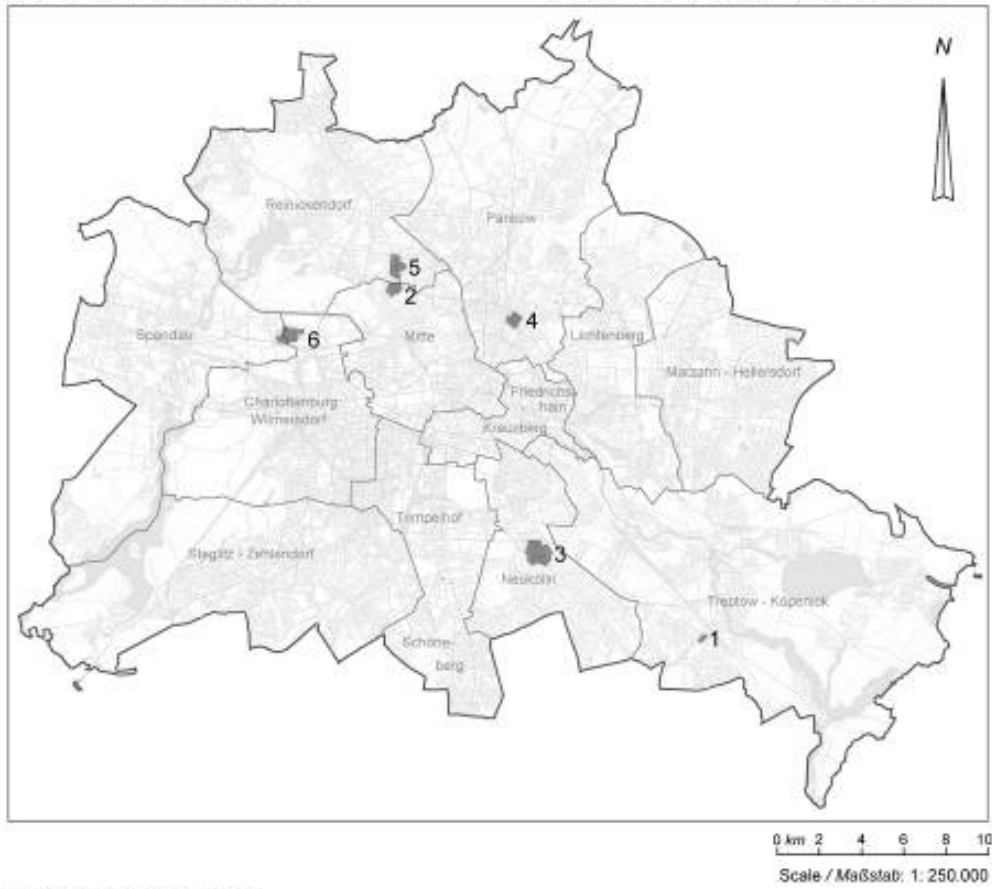 N
Reinickendorf
Pankow
5
2
4
6
Spandau
Mitte
Lichtenberg
Marzahn - Hellersdorf
Friedrichs-
hain
Charlottenburg
Wilmersdorf
Kreuzberg
Tempelhof
Steglitz - Zehlendorf
3
Neukölln
Treptow - Köpenick
1
Schöne-
berg
0 km 2 4 6 8 10
Scale / Maßstab: 1: 250.000